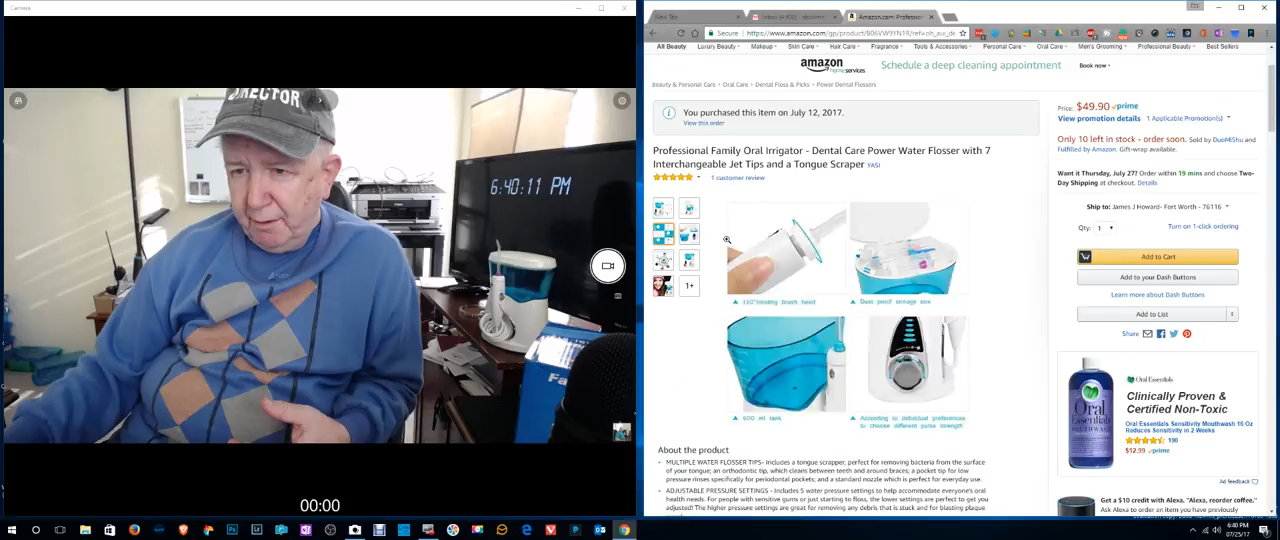 Camera
DIRECTOR
6:40:11 PM
Fa
00:00
New Tab
Amazon.com: Professio
Secure
https://www.amazon.com/gp/product/B06VW9YN1R/ref=oh_aui_de
All Beauty
Luxury Beauty
Makeup
Skin Care
Hair Care
Fragrance
Tools & Accessories
Personal Care
Oral Care
Men's Grooming
Professional Beauty
Best Sellers
amazon
home services
Schedule a deep cleaning appointment
Book now
Beauty & Personal Care › Oral Care › Dental Floss & Picks › Power Dental Flossers
You purchased this item on July 12, 2017.
View this order
Professional Family Oral Irrigator - Dental Care Power Water Flosser with 7
Interchangeable Jet Tips and a Tongue Scraper YASI
1 customer review
1+
rotating brush head
Dust proof storage box
600 ml tank
According to individual preferences
to choose different pulse strength
About the product
MULTIPLE WATER FLOSSER TIPS- Includes a tongue scrapper, perfect for removing bacteria from the surface
of your tongue; an orthodontic tip, which cleans between teeth and around braces; a pocket tip for low
pressure rinses specifically for periodontal pockets; and a standard nozzle which is perfect for everyday use.
ADJUSTABLE PRESSURE SETTINGS - Includes 5 water pressure settings to help accommodate everyone's oral
health needs. For people with sensitive gums or just starting to floss, the lower settings are perfect to get you
adjusted! The higher pressure settings are great for removing any debris that is stuck and for blasting plaque
Price: $49.90 prime
View promotion details 1 Applicable Promotion(s)
Only 10 left in stock - order soon. Sold by DuoMiShu and
Fulfilled by Amazon. Gift-wrap available.
Want it Thursday, July 27? Order within 19 mins and choose Two-
Day Shipping at checkout. Details
Ship to: James J Howard- Fort Worth - 76116
Qty: 1
Turn on 1-click ordering
Add to Cart
Add to your Dash Buttons
Learn more about Dash Buttons
Add to List
Share
Oral Essentials
Clinically Proven &
Certified Non-Toxic
Oral Essentials Sensitivity Mouthwash 16 Oz
Reduces Sensitivity in 2 Weeks
190
$12.99 prime
Ad feedback
Get a $10 credit with Alexa. "Alexa, reorder coffee."
Ask Alexa to order an item you have previously
6:40 PM
07/25/17